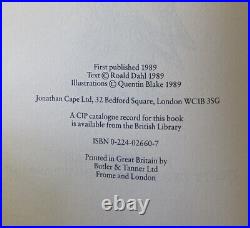 First published 1989
Text © Roald Dahl 1989
Illustrations © Quentin Blake 1989
Jonathan Cape Ltd, 32 Bedford Square, London WC1B 3SG
A CIP catalogue record for this book
is available from the British Library
ISBN 0-224-02660-7
Printed in Great Britain by
Butler & Tanner Ltd
Frome and London